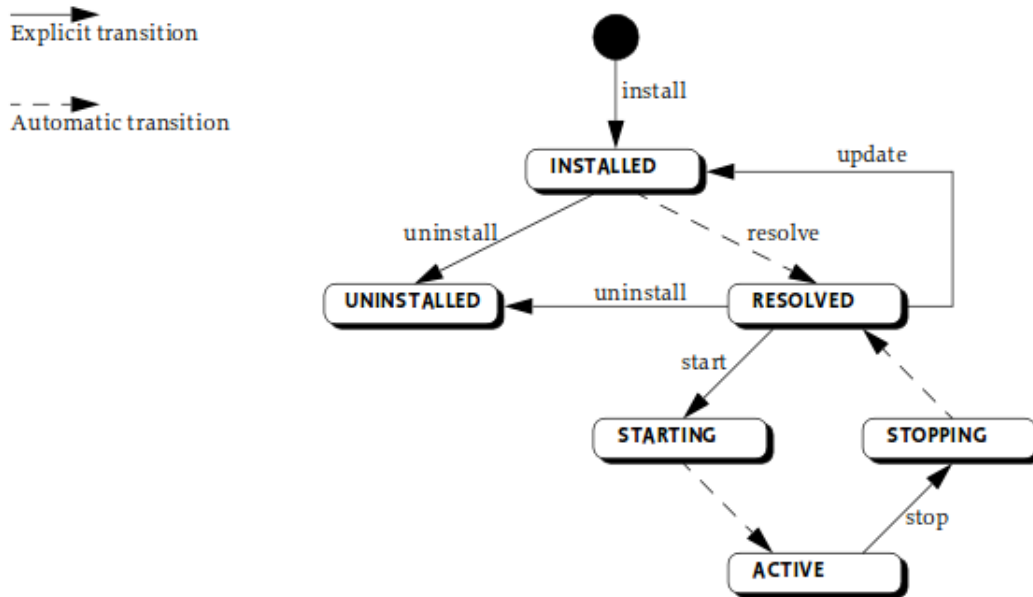 Explicit transition
Automatic transition
install
INSTALLED
update
uninstall
resolve
UNINSTALLED
uninstall
RESOLVED
start
STARTING
STOPPING
stop
ACTIVE